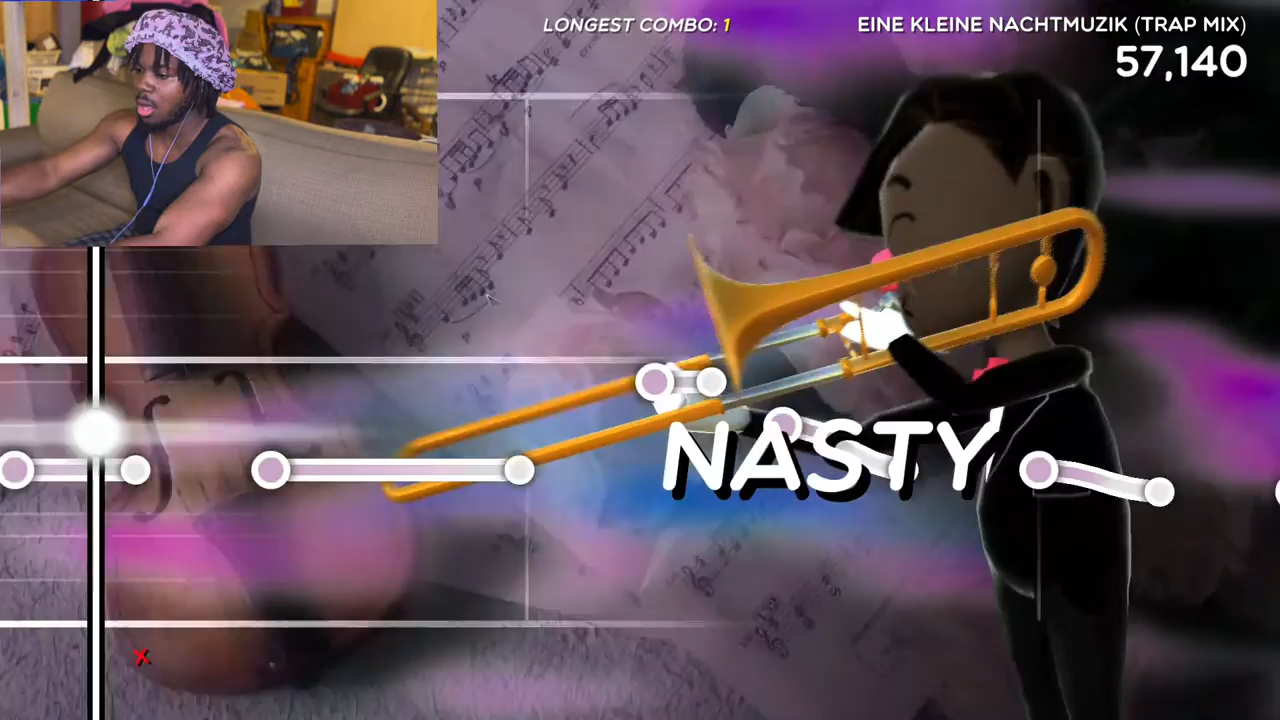 LONGEST COMBO: 1
EINE KLEINE NACHTMUZIK (TRAP MIX)
57,140
NASTY
x